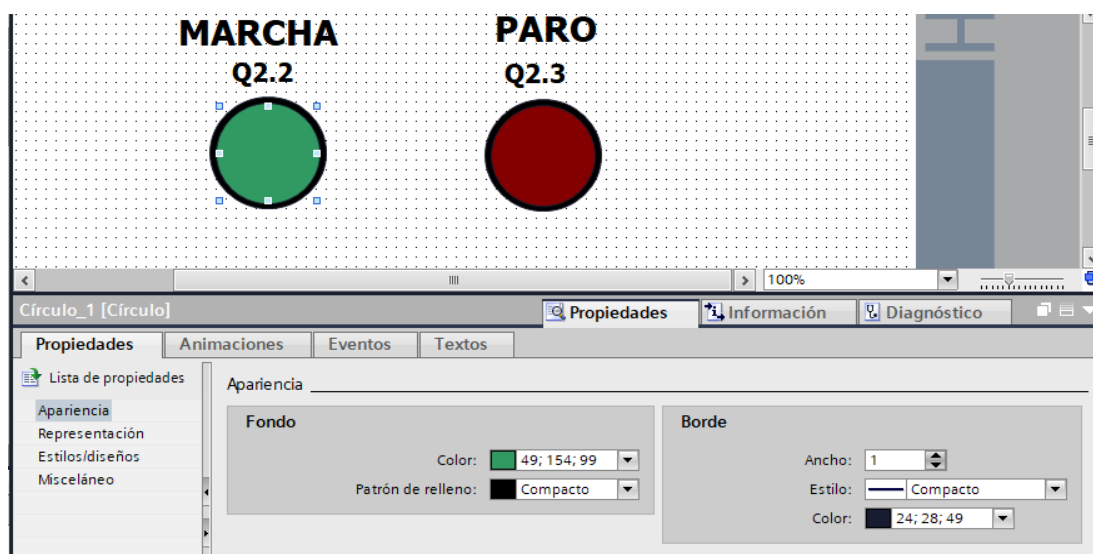 MARCHA PARO
Q2.2 Q2.3
100%
Círculo_1 [Círculo] Propiedades Información Diagnóstico
Propiedades Animaciones Eventos Textos
Lista de propiedades
Apariencia
Representación
Estilos/diseños
Misceláneo
Apariencia
Fondo
Color: 49; 154; 99
Patrón de relleno: Compacto
Borde
Ancho: 1
Estilo: Compacto
Color: 24; 28; 49